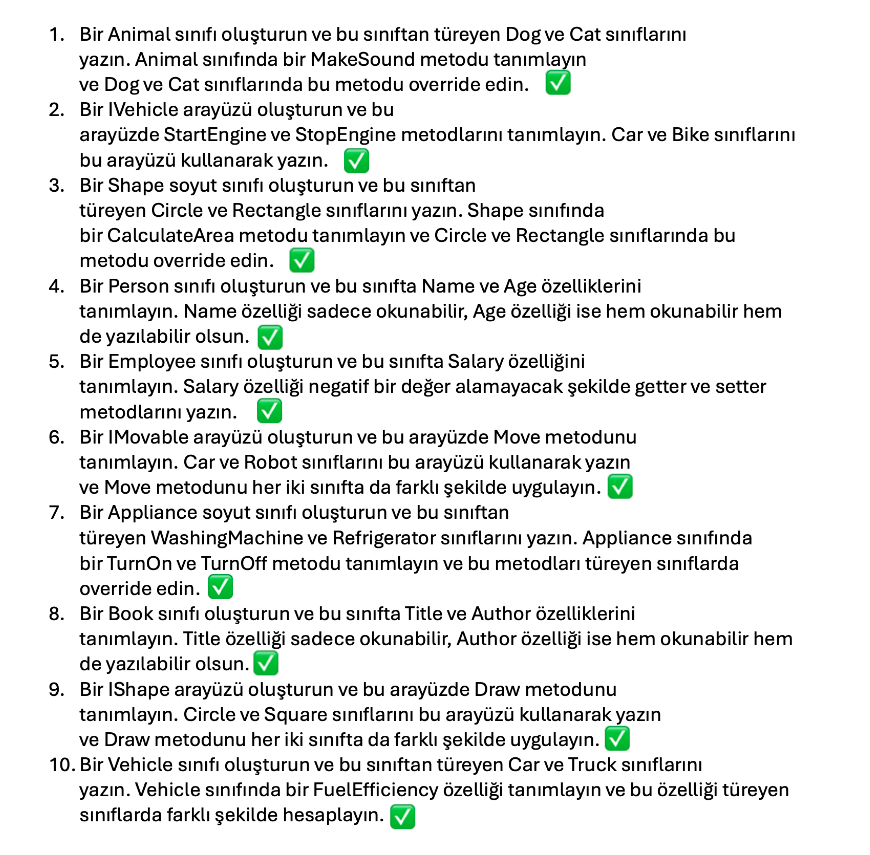 1. Bir Animal sınıfı oluşturun ve bu sınıftan türeyen Dog ve Cat sınıflarını
yazın. Animal sınıfında bir MakeSound metodu tanımlayın
ve Dog ve Cat sınıflarında bu metodu override edin. ✅
2. Bir IVehicle arayüzü oluşturun ve bu
arayüzde StartEngine ve StopEngine metodlarını tanımlayın. Car ve Bike sınıflarını
bu arayüzü kullanarak yazın. ✅
3. Bir Shape soyut sınıfı oluşturun ve bu sınıftan
türeyen Circle ve Rectangle sınıflarını yazın. Shape sınıfında
bir CalculateArea metodu tanımlayın ve Circle ve Rectangle sınıflarında bu
metodu override edin. ✅
4. Bir Person sınıfı oluşturun ve bu sınıfta Name ve Age özelliklerini
tanımlayın. Name özelliği sadece okunabilir, Age özelliği ise hem okunabilir hem
de yazılabilir olsun. ✅
5. Bir Employee sınıfı oluşturun ve bu sınıfta Salary özelliğini
tanımlayın. Salary özelliği negatif bir değer alamayacak şekilde getter ve setter
metodlarını yazın. ✅
6. Bir IMovable arayüzü oluşturun ve bu arayüzde Move metodunu
tanımlayın. Car ve Robot sınıflarını bu arayüzü kullanarak yazın
ve Move metodunu her iki sınıfta da farklı şekilde uygulayın. ✅
7. Bir Appliance soyut sınıfı oluşturun ve bu sınıftan
türeyen WashingMachine ve Refrigerator sınıflarını yazın. Appliance sınıfında
bir TurnOn ve TurnOff metodu tanımlayın ve bu metodları türeyen sınıflarda
override edin. ✅
8. Bir Book sınıfı oluşturun ve bu sınıfta Title ve Author özelliklerini
tanımlayın. Title özelliği sadece okunabilir, Author özelliği ise hem okunabilir hem
de yazılabilir olsun. ✅
9. Bir IShape arayüzü oluşturun ve bu arayüzde Draw metodunu
tanımlayın. Circle ve Square sınıflarını bu arayüzü kullanarak yazın
ve Draw metodunu her iki sınıfta da farklı şekilde uygulayın. ✅
10. Bir Vehicle sınıfı oluşturun ve bu sınıftan türeyen Car ve Truck sınıflarını
yazın. Vehicle sınıfında bir FuelEfficiency özelliği tanımlayın ve bu özelliği türeyen
sınıflarda farklı şekilde hesaplayın. ✅